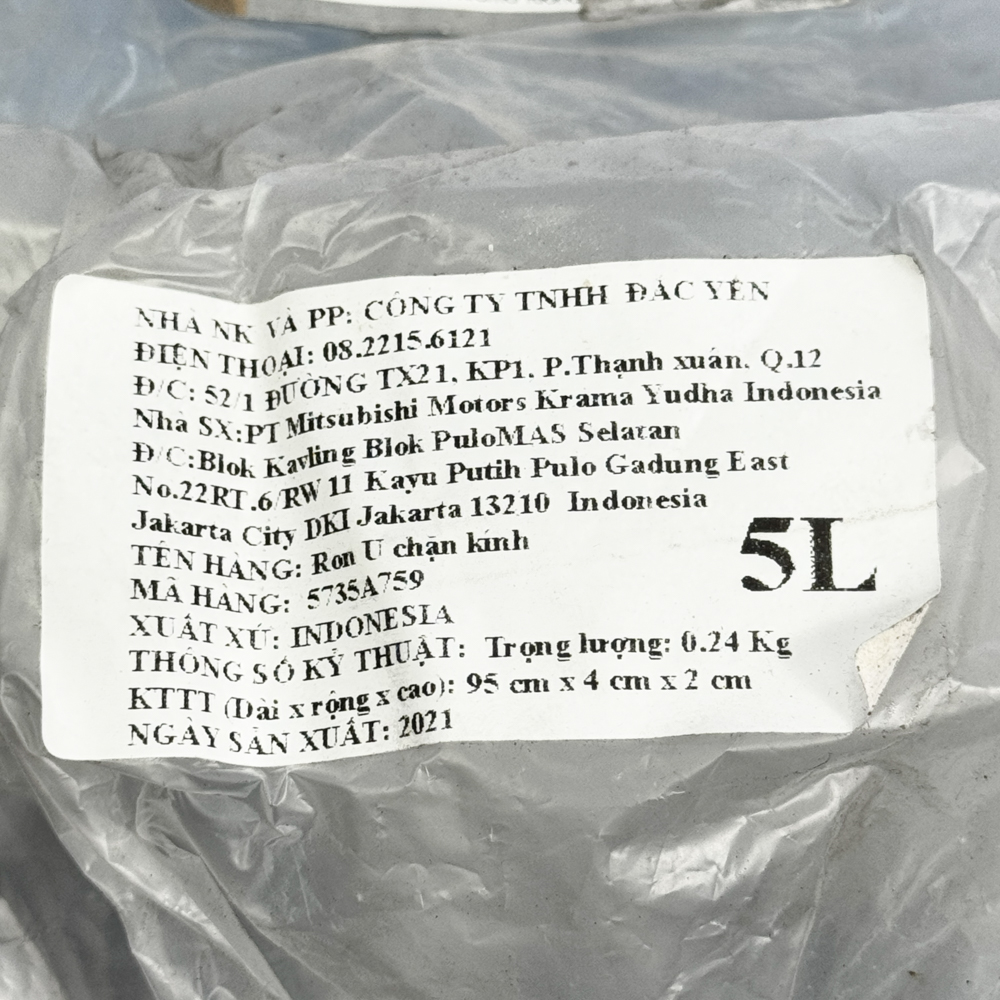 NHÀ NK VÀ PP: CÔNG TY TNHH ĐẮC YẾN
ĐIỆN THOẠI: 08.2215.6121
Đ/C: 52/1 ĐƯỜNG TX21, KP1, P.Thạnh xuân, Q.12
Nhà SX:PT Mitsubishi Motors Krama Yudha Indonesia
Đ/C:Blok Kavling Blok PuloMAS Selatan
No.22RT.6/RW 11 Kayu Putih Pulo Gadung East
Jakarta City DKI Jakarta 13210 Indonesia
TÊN HÀNG: Ron U chặn kính
MÃ HÀNG: 5735A759
XUẤT XỨ: INDONESIA
THÔNG SỐ KỸ THUẬT: Trọng lượng: 0.24 Kg
KTTT (Dài x rộng x cao): 95 cm x 4 cm x 2 cm
NGÀY SẢN XUẤT: 2021
5L